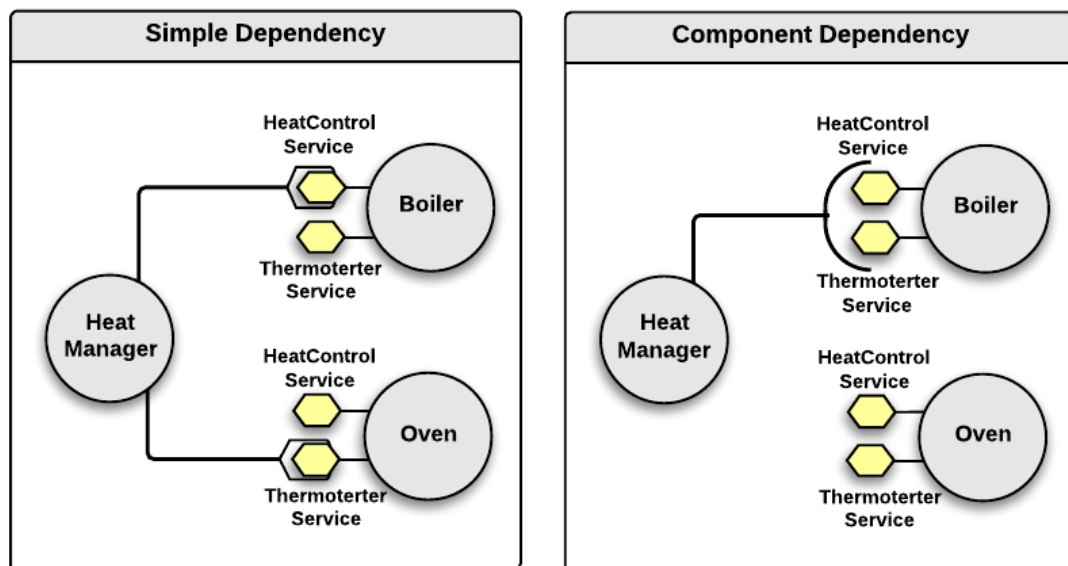 Simple Dependency
HeatControl
Service
Boiler
Thermoterter
Service
Heat
Manager
HeatControl
Service
Oven
Thermoterter
Service
Component Dependency
HeatControl
Service
Boiler
Thermoterter
Service
Heat
Manager
HeatControl
Service
Oven
Thermoterter
Service